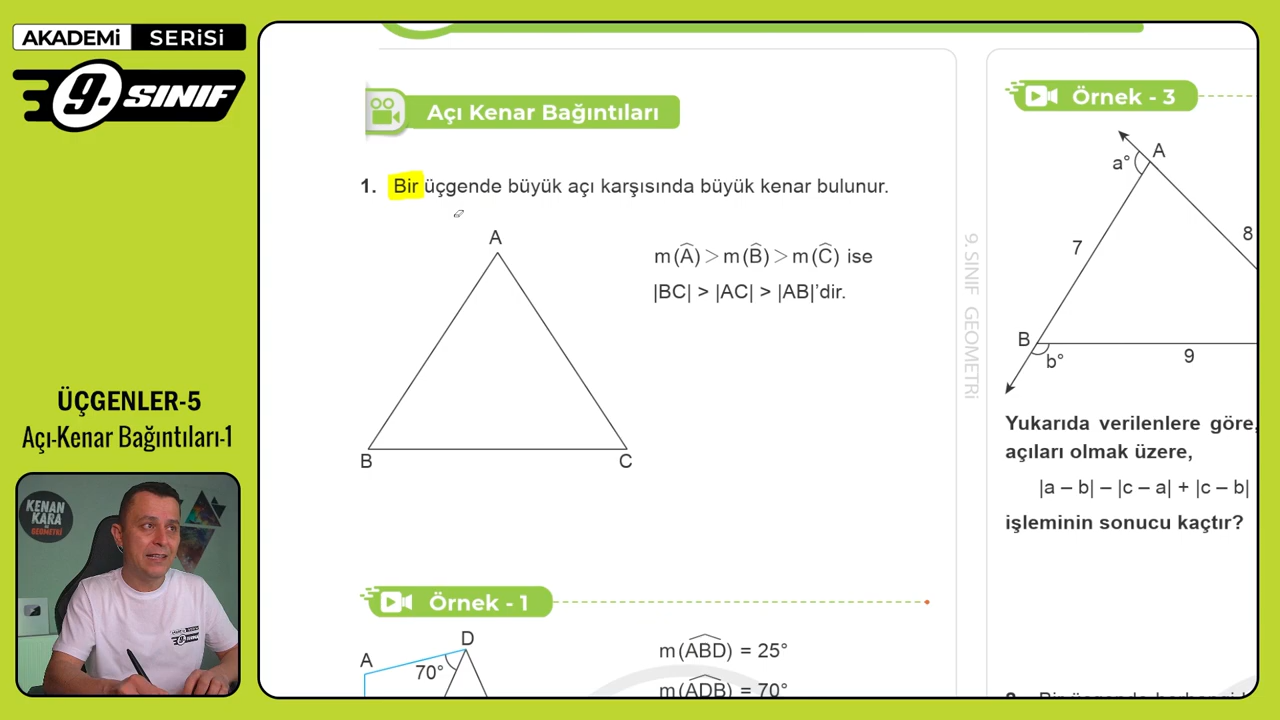 AKADEMİ SERİSİ
9. SINIF
ÜÇGENLER-5
Açı-Kenar Bağıntıları-1
KENAN
KARA
GEOMETRİ
Açı Kenar Bağıntıları
1. Bir üçgende büyük açı karşısında büyük kenar bulunur.
A
B
C
m(Â) > m(B̂) > m(Ĉ) ise
|BC| > |AC| > |AB|'dir.
Örnek - 1
A
D
70°
m(ABD) = 25°
m(ADB) = 70°
9. SINIF GEOMETRİ
Örnek - 3
a°
A
7
8
B
b°
9
Yukarıda verilenlere göre,
açıları olmak üzere,
|a – b| – |c – a| + |c – b|
işleminin sonucu kaçtır?